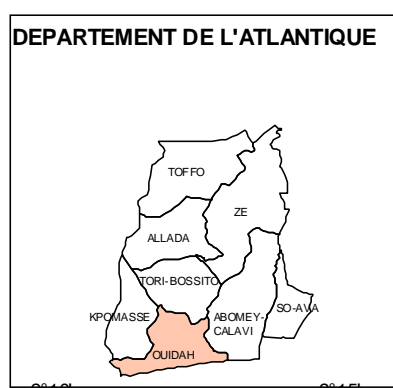 DEPARTEMENT DE L'ATLANTIQUE
TOFFO
ZE
ALLADA
TORI-BOSSITO
KPOMASSE
ABOMEY-
CALAVI
SO-AVA
OUIDAH